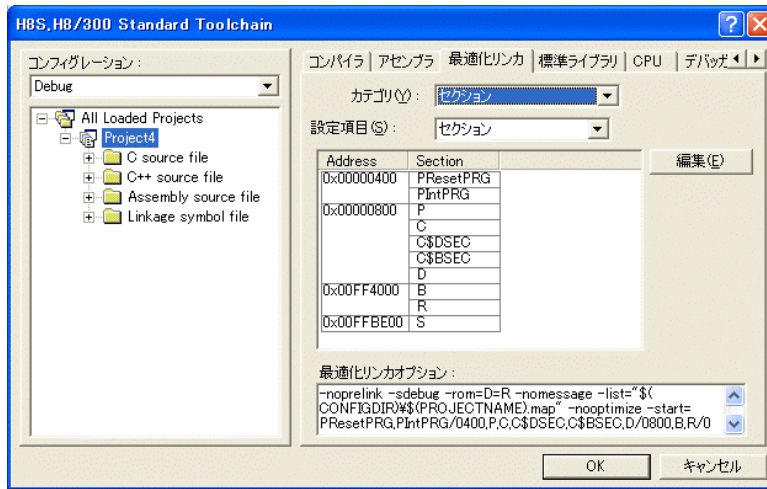 H8S,H8/300 Standard Toolchain
コンフィグレーション :
Debug
All Loaded Projects
Project4
C source file
C++ source file
Assembly source file
Linkage symbol file
コンパイラ アセンブラ 最適化リンカ 標準ライブラリ CPU デバッガ
カテゴリ(Y) : セクション
設定項目(S) : セクション
Address Section
0x00000400 PResetPRG
PIntPRG
0x00000800 P
C
C$DSEC
C$BSEC
D
0x00FF4000 B
R
0x00FFBE00 S
編集(E)
最適化リンカオプション :
-noprelink -sdebug -rom=D=R -nomessage -list="$(
CONFIGDIR)¥$(PROJECTNAME).map" -nooptimize -start=
PResetPRG,PIntPRG/0400,P,C,C$DSEC,C$BSEC,D/0800,B,R/0
OK キャンセル